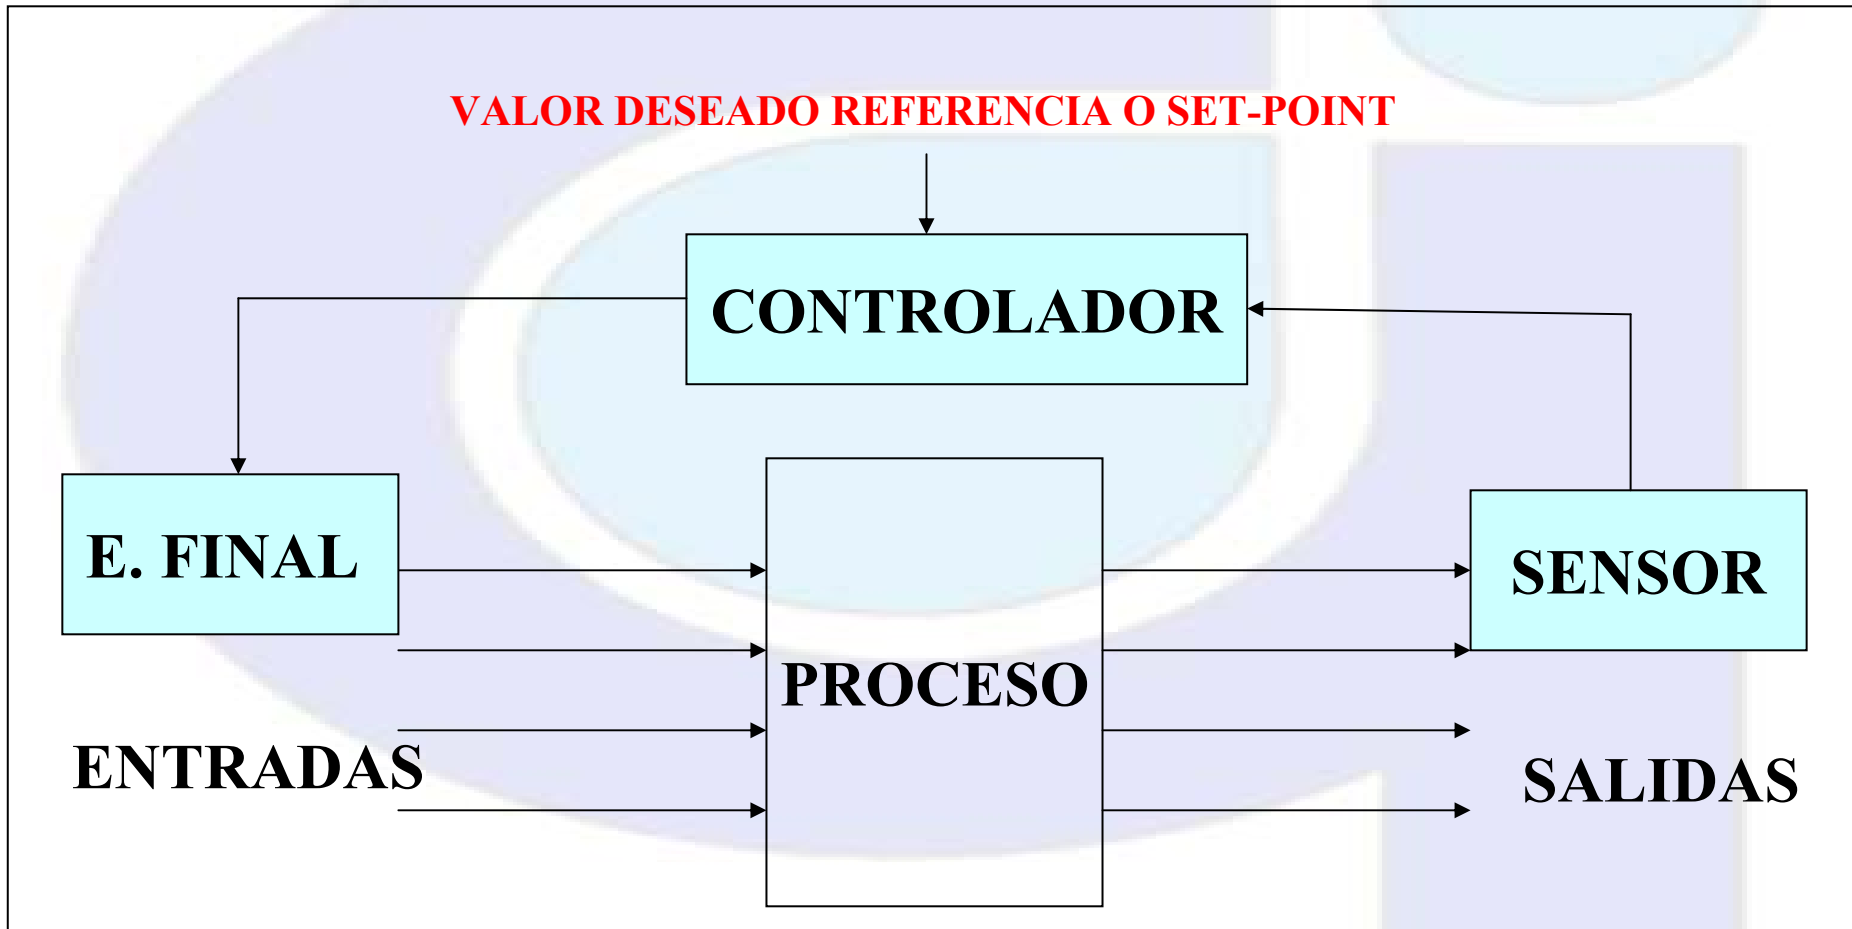 VALOR DESEADO REFERENCIA O SET-POINT
CONTROLADOR
E. FINAL
SENSOR
PROCESO
ENTRADAS
SALIDAS